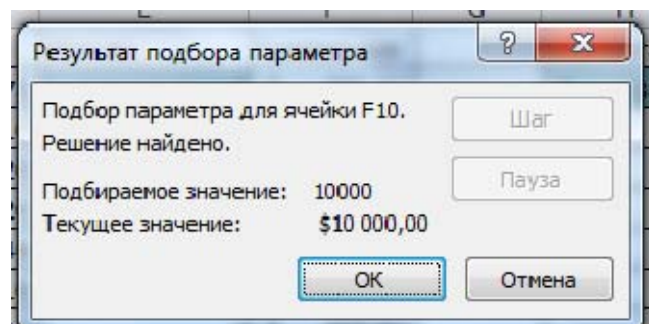 Результат подбора параметра
Подбор параметра для ячейки F10.
Решение найдено.
Подбираемое значение: 10000
Текущее значение: $10 000,00
Шаг
Пауза
ОК
Отмена